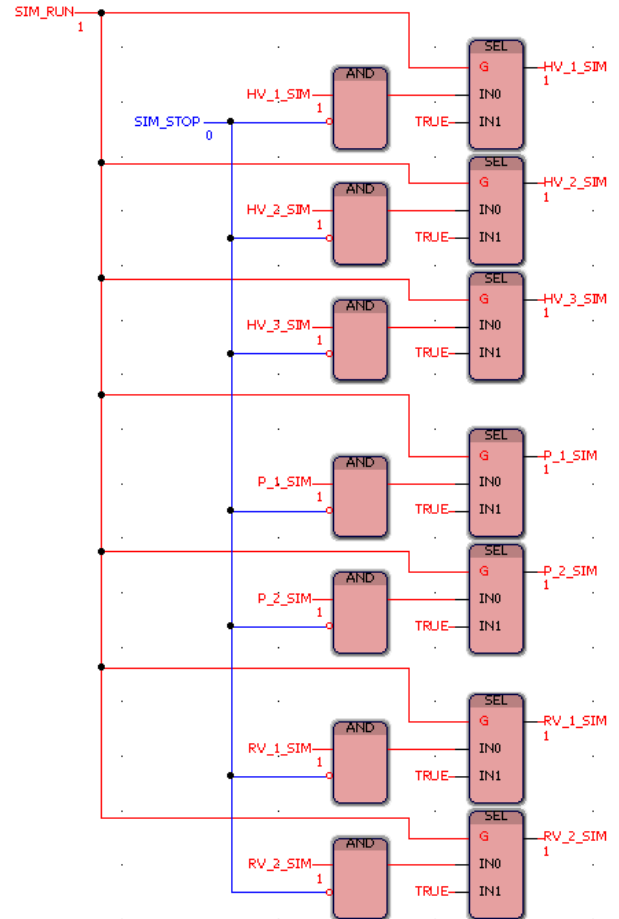 SIM_RUN
1
SEL
G
HV_1_SIM
1
AND
HV_1_SIM
1
IN0
SIM_STOP
0
TRUE
IN1
SEL
G
HV_2_SIM
1
AND
HV_2_SIM
1
IN0
TRUE
IN1
SEL
G
HV_3_SIM
1
AND
HV_3_SIM
1
IN0
TRUE
IN1
SEL
G
P_1_SIM
1
AND
P_1_SIM
1
IN0
TRUE
IN1
SEL
G
P_2_SIM
1
AND
P_2_SIM
1
IN0
TRUE
IN1
SEL
G
RV_1_SIM
1
AND
RV_1_SIM
1
IN0
TRUE
IN1
SEL
G
RV_2_SIM
1
AND
RV_2_SIM
1
IN0
TRUE
IN1